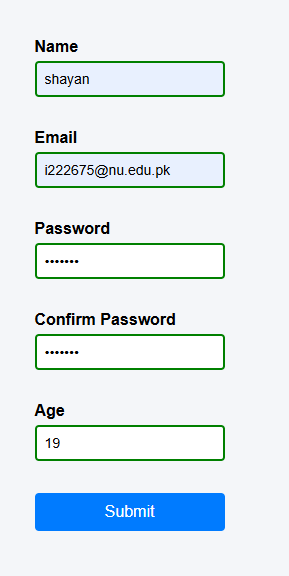 Name
shayan
Email
i222675@nu.edu.pk
Password
•••••••
Confirm Password
•••••••
Age
19
Submit